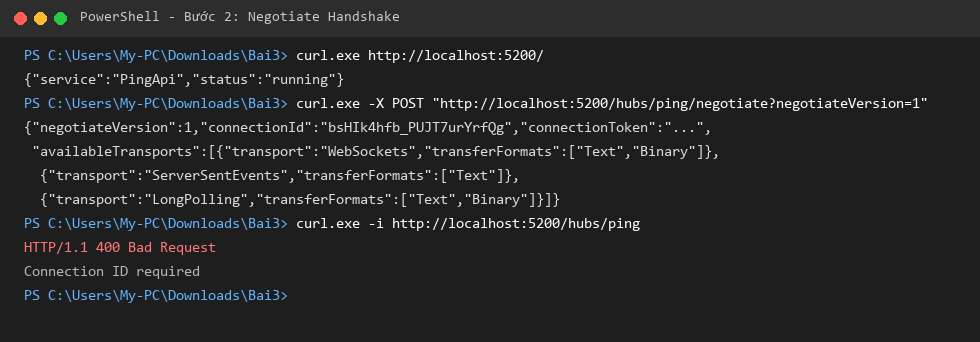 PowerShell - Bước 2: Negotiate Handshake
PS C:\Users\My-PC\Downloads\Bai3> curl.exe http://localhost:5200/
{"service":"PingApi","status":"running"}
PS C:\Users\My-PC\Downloads\Bai3> curl.exe -X POST "http://localhost:5200/hubs/ping/negotiate?negotiateVersion=1"
{"negotiateVersion":1,"connectionId":"bsHIk4hfb_PUJT7urYrfQg","connectionToken":"...",
"availableTransports":[{"transport":"WebSockets","transferFormats":["Text","Binary"]},
{"transport":"ServerSentEvents","transferFormats":["Text"]},
{"transport":"LongPolling","transferFormats":["Text","Binary"]}]}
PS C:\Users\My-PC\Downloads\Bai3> curl.exe -i http://localhost:5200/hubs/ping
HTTP/1.1 400 Bad Request
Connection ID required
PS C:\Users\My-PC\Downloads\Bai3>